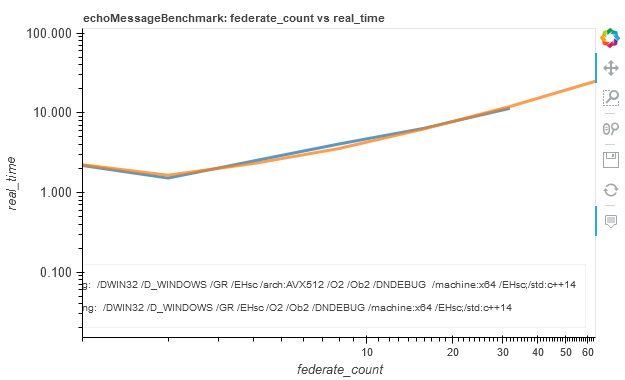 echoMessageBenchmark: federate_count vs real_time
100.000
10.000
1.000
0.100
real_time
g: /DWIN32 /D_WINDOWS /GR /EHsc /arch:AVX512 /O2 /Ob2 /DNDEBUG /machine:x64 /EHsc;/std:c++14
ng: /DWIN32 /D_WINDOWS /GR /EHsc /O2 /Ob2 /DNDEBUG /machine:x64 /EHsc;/std:c++14
10 20 30 40 50 60
federate_count